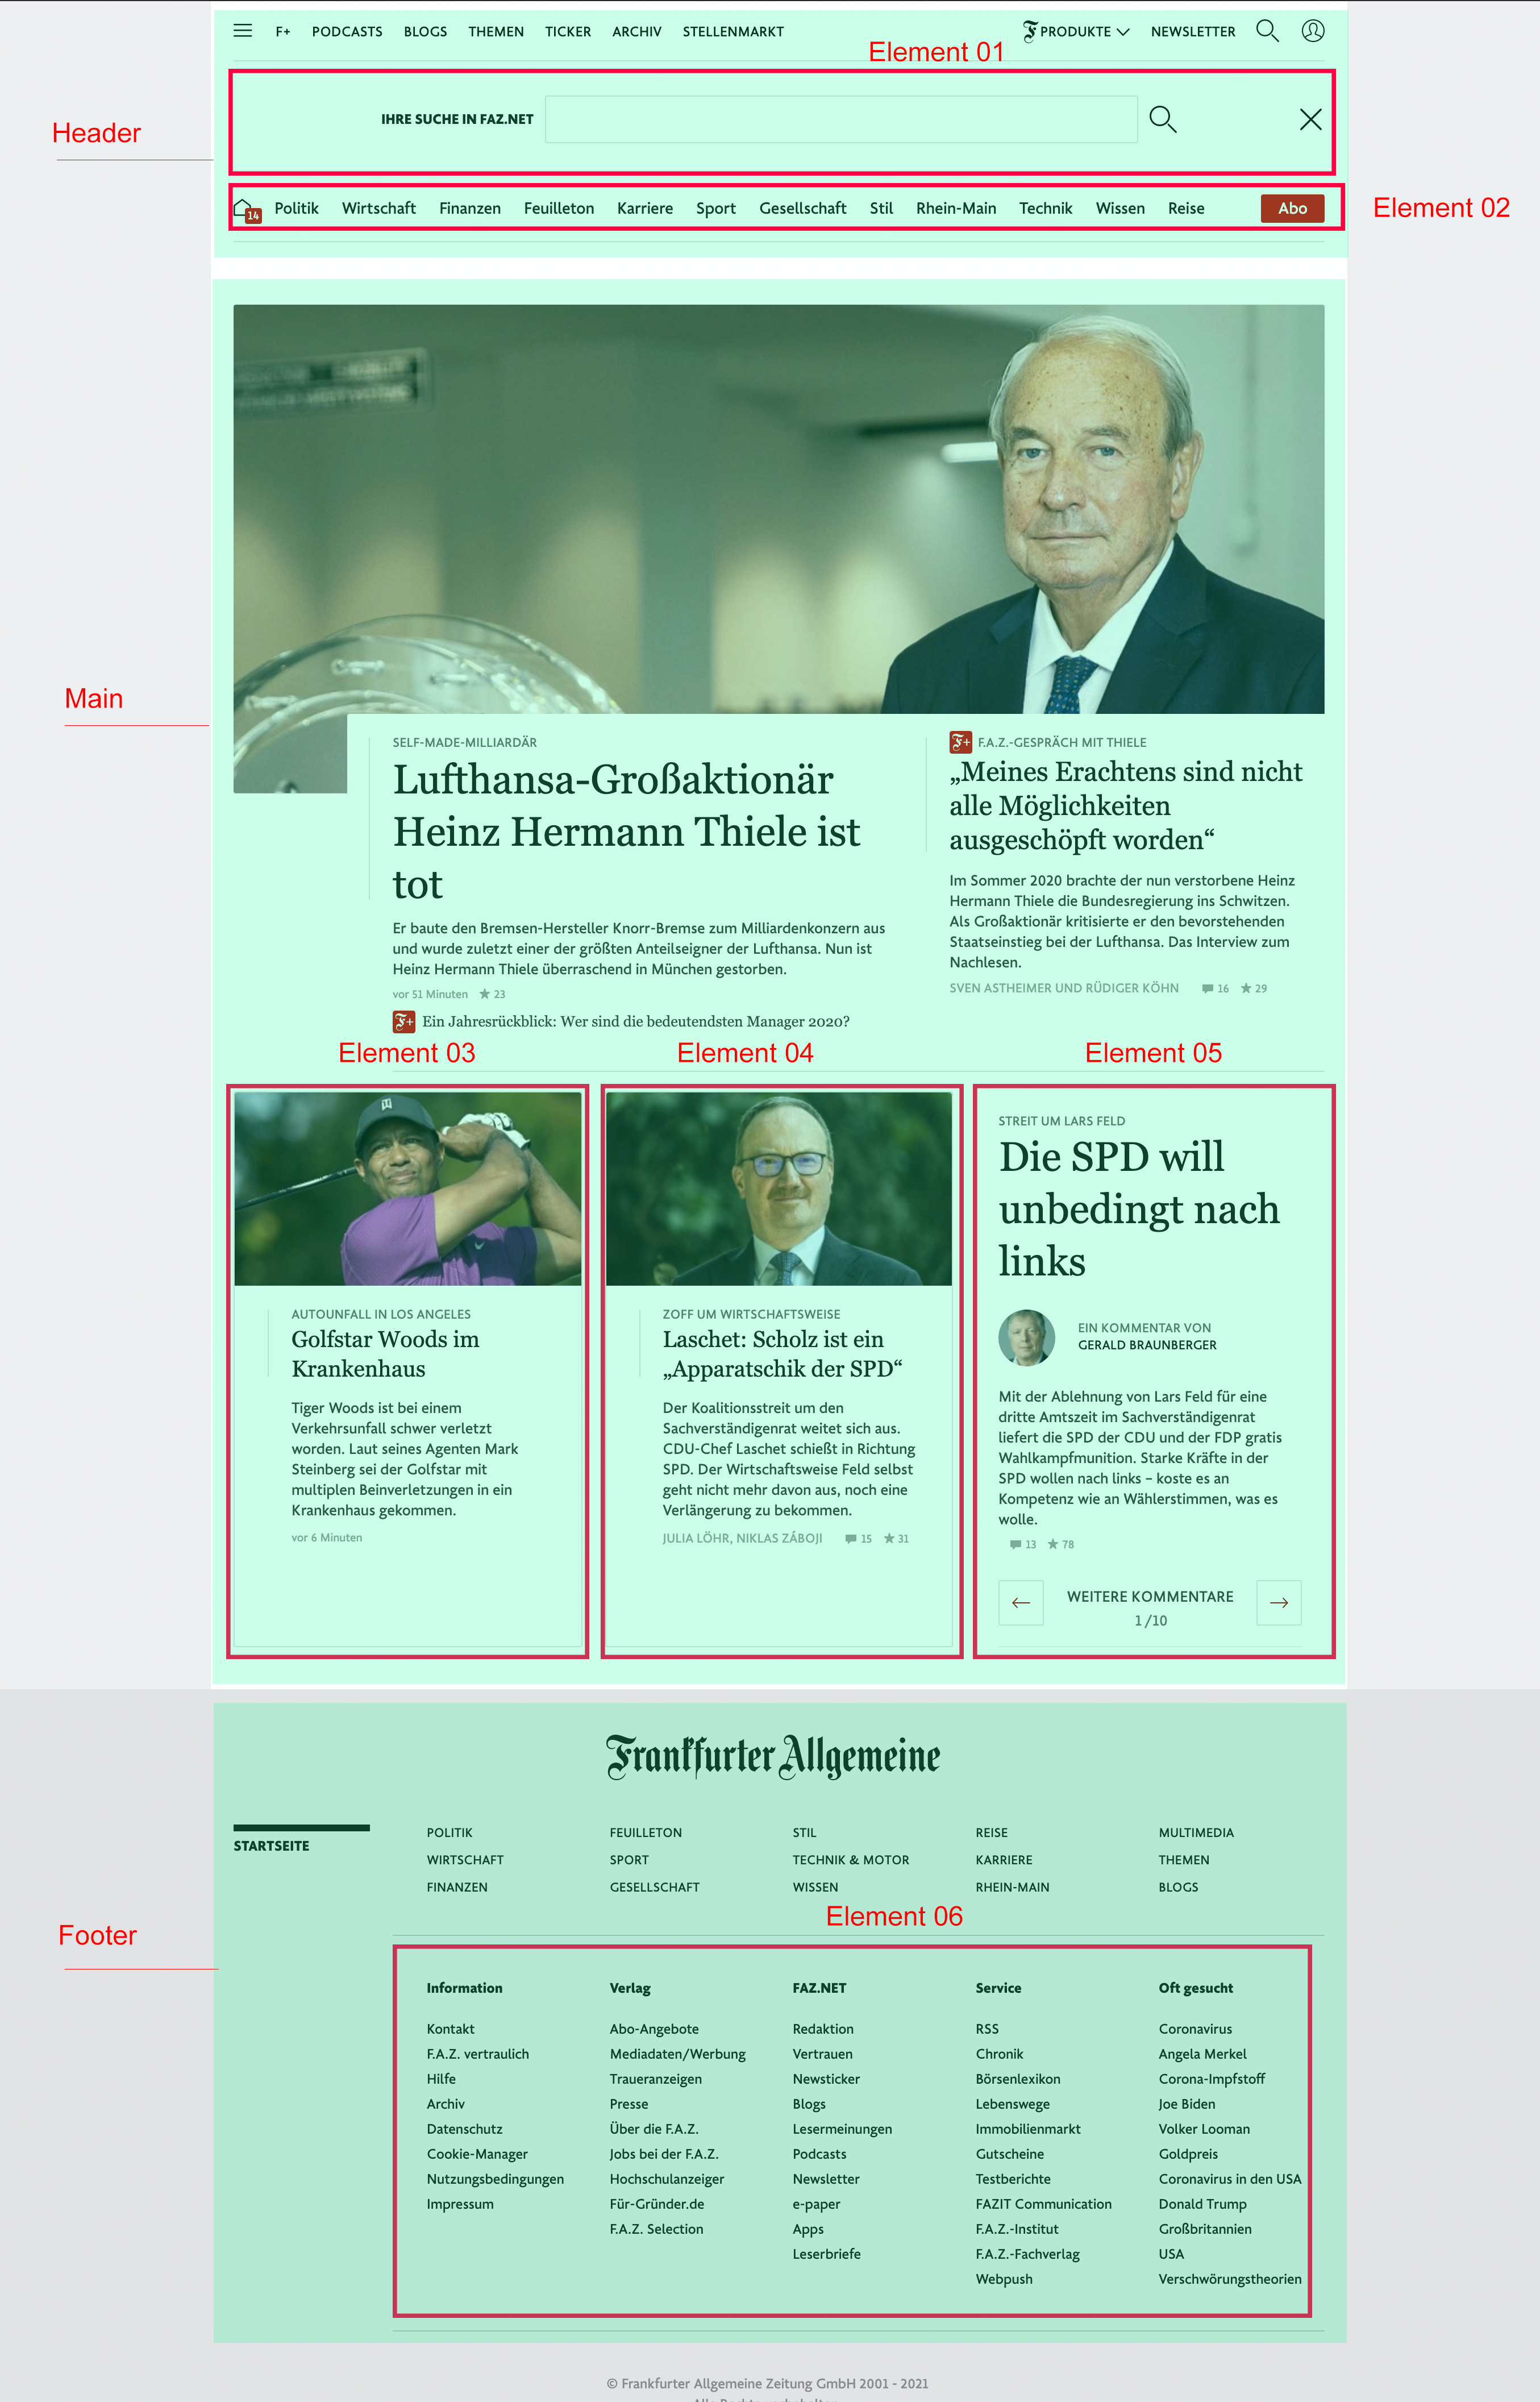 F+ PODCASTS BLOGS THEMEN TICKER ARCHIV STELLENMARKT PRODUKTE NEWSLETTER
Element 01
Header
IHRE SUCHE IN FAZ.NET
14 Politik Wirtschaft Finanzen Feuilleton Karriere Sport Gesellschaft Stil Rhein-Main Technik Wissen Reise Abo
Element 02
Main
SELF-MADE-MILLIARDÄR
Lufthansa-Großaktionär
Heinz Hermann Thiele ist
tot
Er baute den Bremsen-Hersteller Knorr-Bremse zum Milliardenkonzern aus
und wurde zuletzt einer der größten Anteilseigner der Lufthansa. Nun ist
Heinz Hermann Thiele überraschend in München gestorben.
vor 51 Minuten 23
F+ Ein Jahresrückblick: Wer sind die bedeutendsten Manager 2020?
F+ F.A.Z.-GESPRÄCH MIT THIELE
„Meines Erachtens sind nicht
alle Möglichkeiten
ausgeschöpft worden“
Im Sommer 2020 brachte der nun verstorbene Heinz
Hermann Thiele die Bundesregierung ins Schwitzen.
Als Großaktionär kritisierte er den bevorstehenden
Staatseinstieg bei der Lufthansa. Das Interview zum
Nachlesen.
SVEN ASTHEIMER UND RÜDIGER KÖHN 16 29
Element 03
AUTOUNFALL IN LOS ANGELES
Golfstar Woods im
Krankenhaus
Tiger Woods ist bei einem
Verkehrsunfall schwer verletzt
worden. Laut seines Agenten Mark
Steinberg sei der Golfstar mit
multiplen Beinverletzungen in ein
Krankenhaus gekommen.
vor 6 Minuten
Element 04
ZOFF UM WIRTSCHAFTSWEISE
Laschet: Scholz ist ein
„Apparatschik der SPD“
Der Koalitionsstreit um den
Sachverständigenrat weitet sich aus.
CDU-Chef Laschet schießt in Richtung
SPD. Der Wirtschaftsweise Feld selbst
geht nicht mehr davon aus, noch eine
Verlängerung zu bekommen.
JULIA LÖHR, NIKLAS ZÁBOJI 15 31
Element 05
STREIT UM LARS FELD
Die SPD will
unbedingt nach
links
EIN KOMMENTAR VON
GERALD BRAUNBERGER
Mit der Ablehnung von Lars Feld für eine
dritte Amtszeit im Sachverständigenrat
liefert die SPD der CDU und der FDP gratis
Wahlkampfmunition. Starke Kräfte in der
SPD wollen nach links – koste es an
Kompetenz wie an Wählerstimmen, was es
wolle.
13 78
WEITERE KOMMENTARE
1 /10
Frankfurter Allgemeine
STARTSEITE
POLITIK FEUILLETON STIL REISE MULTIMEDIA
WIRTSCHAFT SPORT TECHNIK & MOTOR KARRIERE THEMEN
FINANZEN GESELLSCHAFT WISSEN RHEIN-MAIN BLOGS
Footer
Element 06
Information
Kontakt
F.A.Z. vertraulich
Hilfe
Archiv
Datenschutz
Cookie-Manager
Nutzungsbedingungen
Impressum
Verlag
Abo-Angebote
Mediadaten/Werbung
Traueranzeigen
Presse
Über die F.A.Z.
Jobs bei der F.A.Z.
Hochschulanzeiger
Für-Gründer.de
F.A.Z. Selection
FAZ.NET
Redaktion
Vertrauen
Newsticker
Blogs
Lesermeinungen
Podcasts
Newsletter
e-paper
Apps
Leserbriefe
Service
RSS
Chronik
Börsenlexikon
Lebenswege
Immobilienmarkt
Gutscheine
Testberichte
FAZIT Communication
F.A.Z.-Institut
F.A.Z.-Fachverlag
Webpush
Oft gesucht
Coronavirus
Angela Merkel
Corona-Impfstoff
Joe Biden
Volker Looman
Goldpreis
Coronavirus in den USA
Donald Trump
Großbritannien
USA
Verschwörungstheorien
© Frankfurter Allgemeine Zeitung GmbH 2001 - 2021